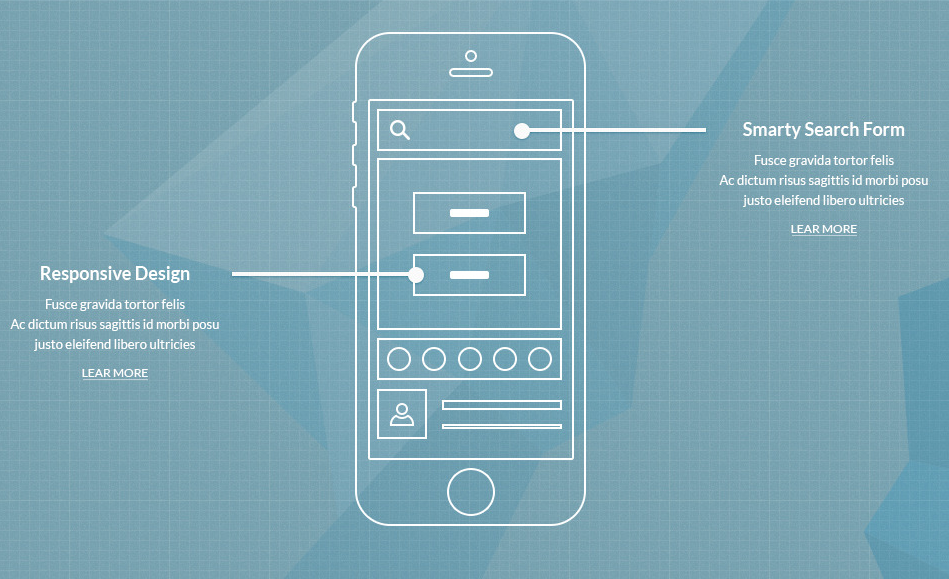 Smarty Search Form
Fusce gravida tortor felis
Ac dictum risus sagittis id morbi posu
justo eleifend libero ultricies
LEAR MORE
Responsive Design
Fusce gravida tortor felis
Ac dictum risus sagittis id morbi posu
justo eleifend libero ultricies
LEAR MORE